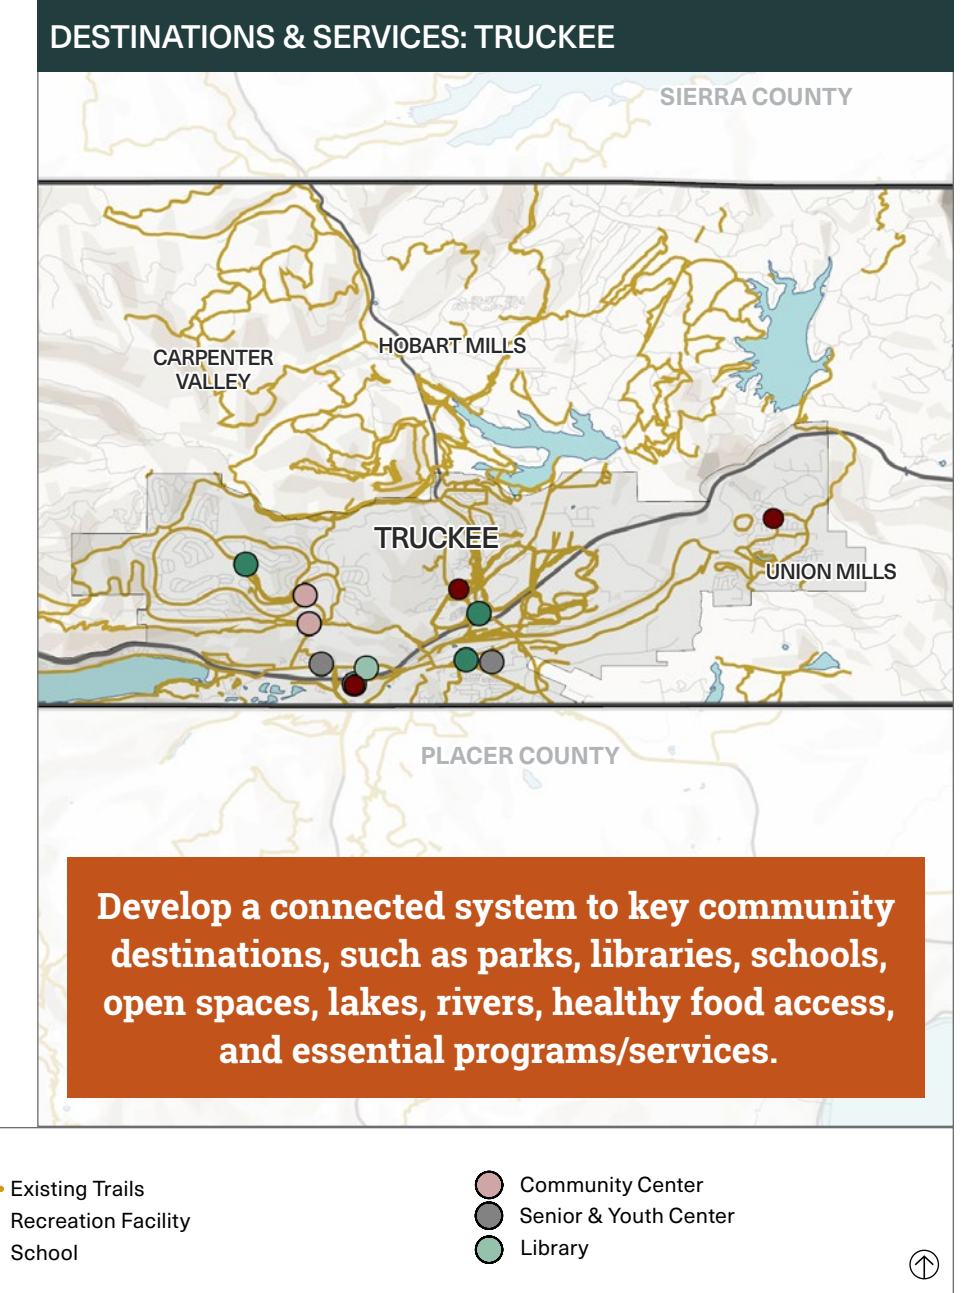 DESTINATIONS & SERVICES: TRUCKEE
SIERRA COUNTY
HOBART MILLS
CARPENTER
VALLEY
TRUCKEE
UNION MILLS
PLACER COUNTY
Develop a connected system to key community
destinations, such as parks, libraries, schools,
open spaces, lakes, rivers, healthy food access,
and essential programs/services.
Existing Trails
Recreation Facility
School
Community Center
Senior & Youth Center
Library